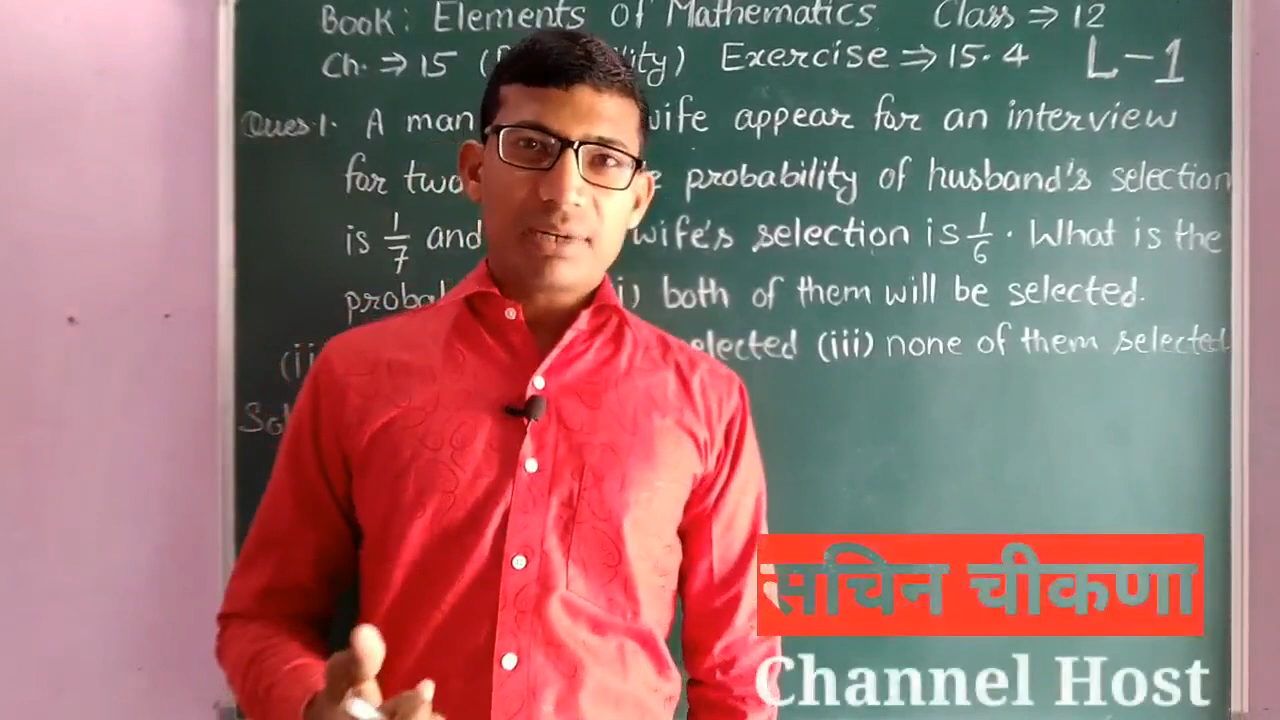 Book: Elements of Mathematics Class ⇒ 12
Ch. ⇒ 15 ( ity) Exercise ⇒ 15.4 L-1
Ques 1. A man wife appear for an interview
for two probability of husband's selection
is 1/7 and wife's selection is 1/6. What is the
i) both of them will be selected.
(ii elected (iii) none of them selected
सचिन चीकणा
Channel Host